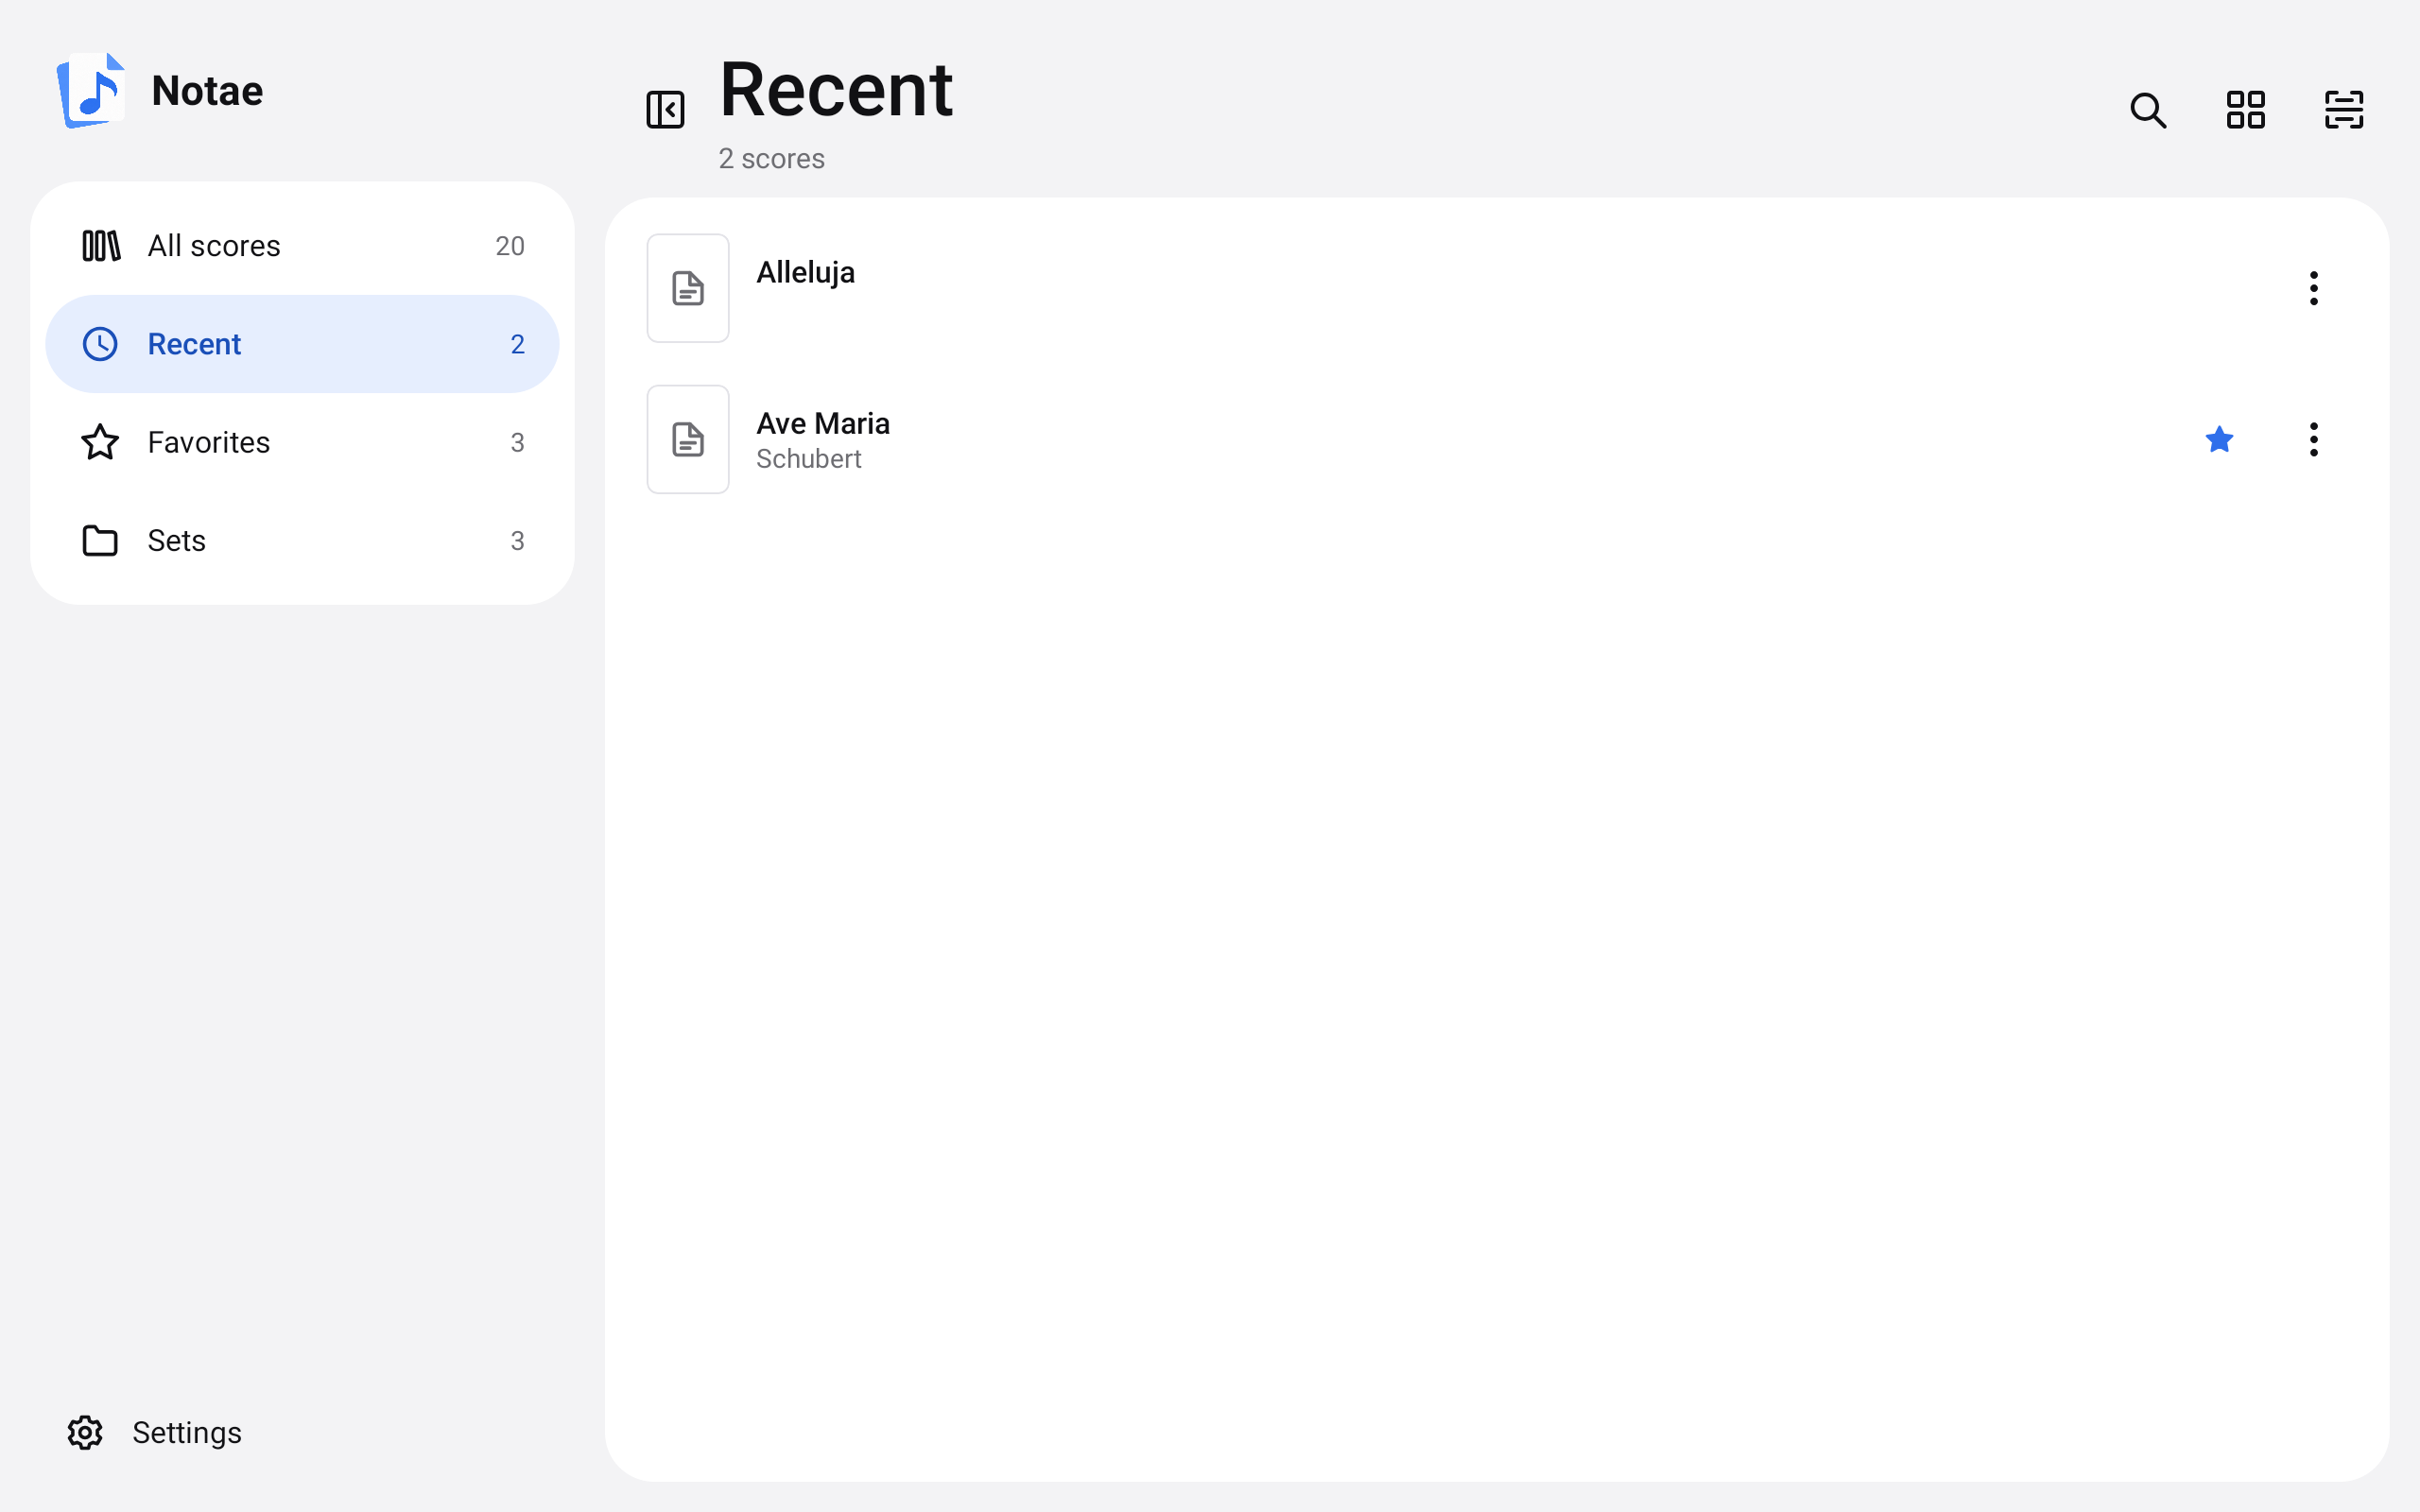 Notae
All scores 20
Recent 2
Favorites 3
Sets 3
Settings
Recent
2 scores
Alleluja
Ave Maria
Schubert